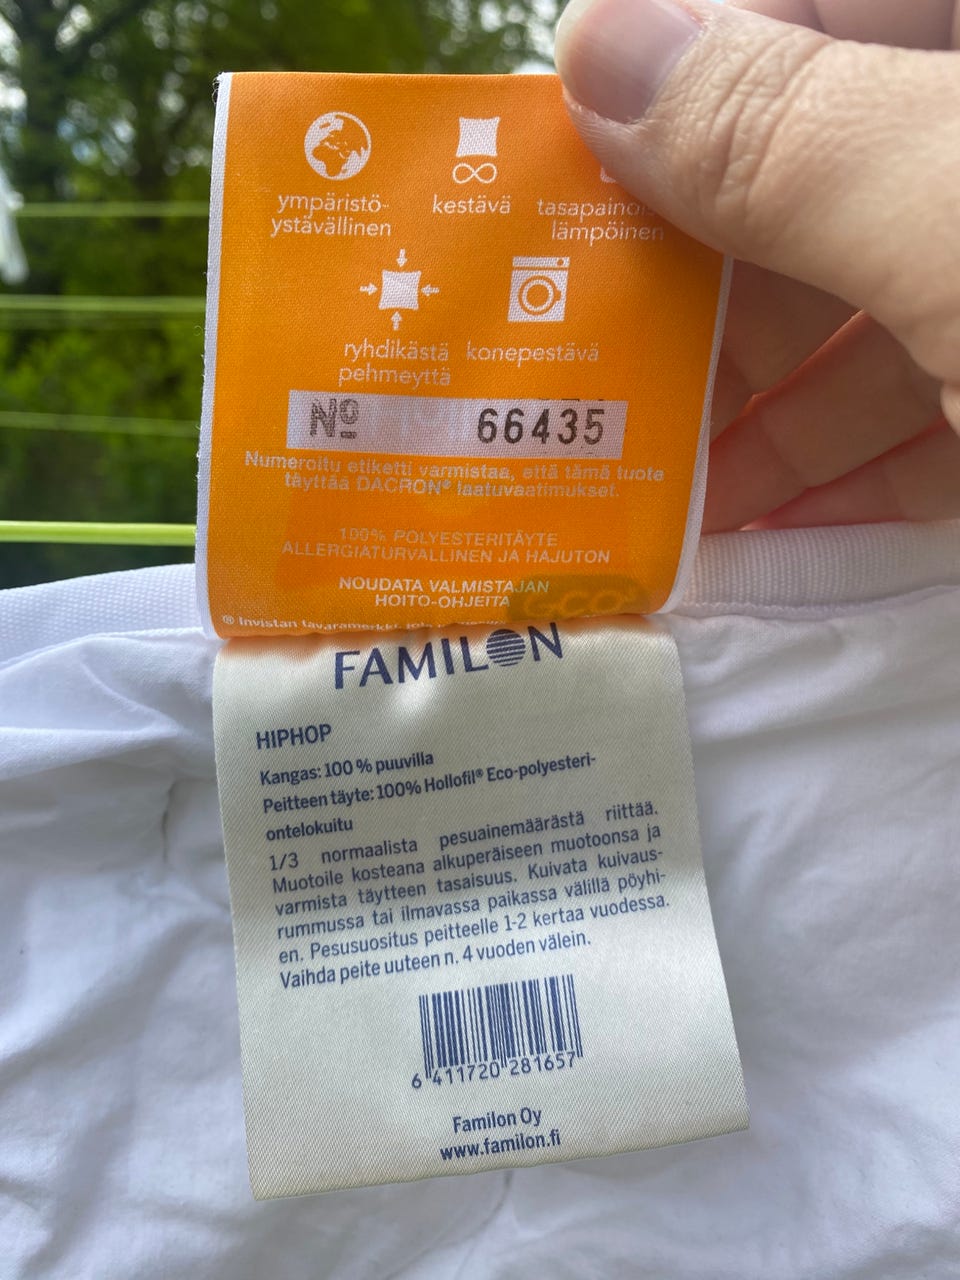 ympäristö-
ystävällinen
kestävä
lämpöinen
ryhdikästä
pehmeyttä
konepestävä
Nº 66435
Numeroitu etiketti varmistaa, että tämä tuote
täyttää DACRON® laatuvaatimukset.
100% POLYESTERITÄYTE
ALLERGIATURVALLINEN JA HAJUTON
NOUDATA VALMISTAJAN
HOITO-OHJEITA
® Invistan tavaramerkki,
FAMILON
HIPHOP
Kangas: 100 % puuvilla
Peitteen täyte: 100% Hollofil® Eco-polyesteri-
ontelokuitu
1/3 normaalista pesuainemäärästä riittää.
Muotoile kosteana alkuperäiseen muotoonsa ja
varmista täytteen tasaisuus. Kuivata kuivaus-
rummussa tai ilmavassa paikassa välillä pöyhi-
en. Pesusuositus peitteelle 1-2 kertaa vuodessa.
Vaihda peite uuteen n. 4 vuoden välein.
6 411720 281657
Familon Oy
www.familon.fi